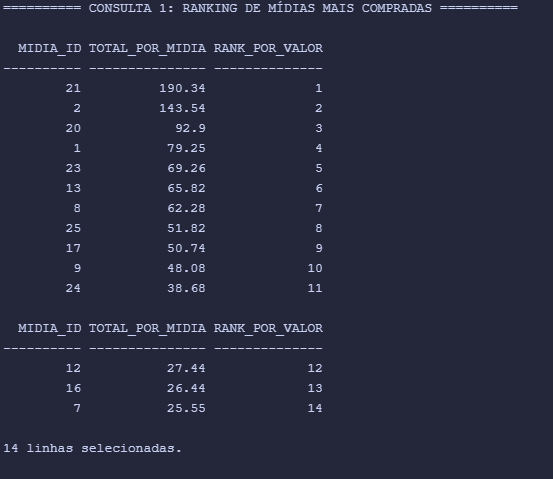 ========== CONSULTA 1: RANKING DE MÍDIAS MAIS COMPRADAS ==========
MIDIA_ID TOTAL_POR_MIDIA RANK_POR_VALOR
---------- --------------- --------------
21 190.34 1
2 143.54 2
20 92.9 3
1 79.25 4
23 69.26 5
13 65.82 6
8 62.28 7
25 51.82 8
17 50.74 9
9 48.08 10
24 38.68 11
MIDIA_ID TOTAL_POR_MIDIA RANK_POR_VALOR
---------- --------------- --------------
12 27.44 12
16 26.44 13
7 25.55 14
14 linhas selecionadas.